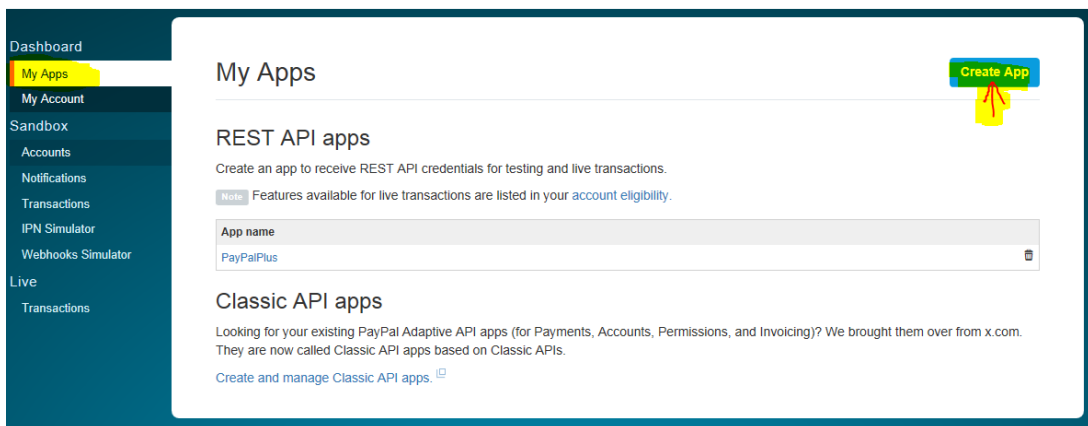 Dashboard
My Apps
My Account
Sandbox
Accounts
Notifications
Transactions
IPN Simulator
Webhooks Simulator
Live
Transactions
My Apps
Create App
REST API apps
Create an app to receive REST API credentials for testing and live transactions.
Note Features available for live transactions are listed in your account eligibility.
App name
PayPalPlus
Classic API apps
Looking for your existing PayPal Adaptive API apps (for Payments, Accounts, Permissions, and Invoicing)? We brought them over from x.com.
They are now called Classic API apps based on Classic APIs.
Create and manage Classic API apps.